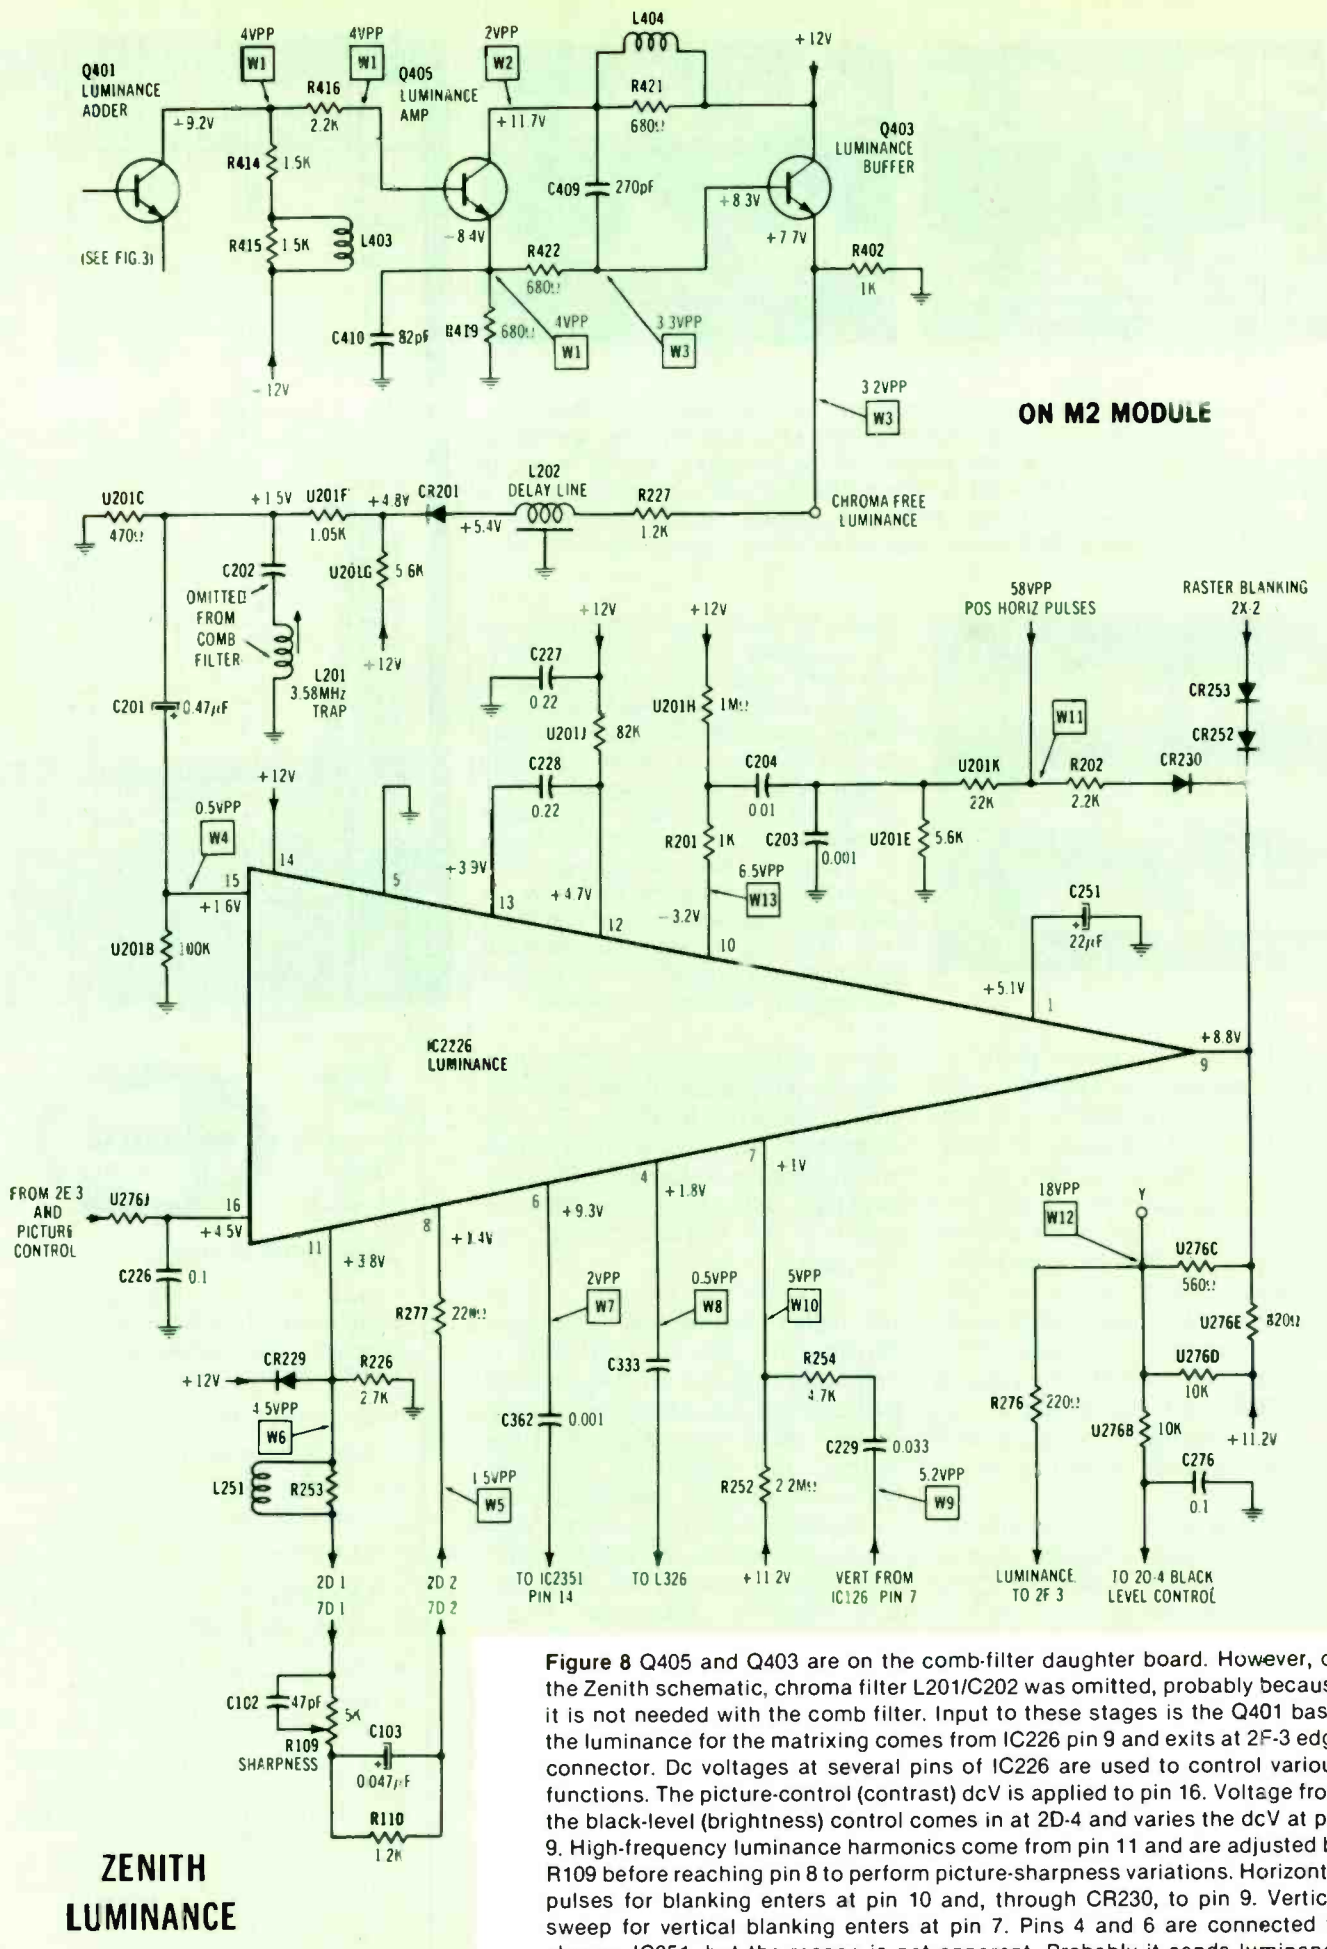 L404
4VPP
4VPP
2VPP
+12V
W1
W1
W2
Q401
LUMINANCE
ADDER
R416
2.2K
Q405
LUMINANCE
AMP
R421
680Ω
+9.2V
+11.7V
Q403
LUMINANCE
BUFFER
R414
1.5K
C409
270pF
+8.3V
+7.7V
R415
1.5K
L403
-8.4V
(SEE FIG.3)
R422
680Ω
R402
1K
C410
82pF
R419
680Ω
4VPP
W1
3.3VPP
W3
-12V
3.2VPP
W3
ON M2 MODULE
L202
DELAY LINE
U201C
470Ω
+1.5V
U201F
1.05K
+4.8V
CR201
+5.4V
R227
1.2K
CHROMA FREE
LUMINANCE
C202
U201G
5.6K
OMITTED
FROM
COMB
FILTER
+12V
L201
3.58MHz
TRAP
C201
0.47µF
+12V
+12V
58VPP
POS HORIZ PULSES
RASTER BLANKING
2X-2
C227
0.22
U201J
82K
U201H
1MΩ
W11
CR253
CR252
C228
0.22
C204
0.01
U201K
22K
R202
2.2K
CR230
R201
1K
C203
0.001
U201E
5.6K
+12V
0.5VPP
W4
15
14
5
+3.9V
13
+4.7V
12
6.5VPP
W13
-3.2V
10
C251
22µF
+1.6V
U201B
100K
+5.1V
1
IC2226
LUMINANCE
+8.8V
9
FROM 2E 3
AND
PICTURE
CONTROL
U276J
16
+4.5V
C226
0.1
11
+3.8V
8
+1.4V
6
+9.3V
4
+1.8V
7
+1V
18VPP
W12
Y
U276C
560Ω
R277
22MΩ
2VPP
W7
0.5VPP
W8
5VPP
W10
U276E
820Ω
CR229
+12V
R226
2.7K
C333
R254
4.7K
U276D
10K
4.5VPP
W6
C362
0.001
R276
220Ω
U276B
10K
+11.2V
C229
0.033
L251
R253
1.5VPP
W5
R252
2.2MΩ
5.2VPP
W9
C276
0.1
2D 1
7D 1
2D 2
7D 2
TO IC2351
PIN 14
TO L326
+11.2V
VERT FROM
IC126 PIN 7
LUMINANCE
TO 2F 3
TO 2D-4 BLACK
LEVEL CONTROL
C102
47pF
5K
R109
SHARPNESS
C103
0.047µF
R110
1.2K
ZENITH
LUMINANCE
Figure 8 Q405 and Q403 are on the comb-filter daughter board. However,
the Zenith schematic, chroma filter L201/C202 was omitted, probably
it is not needed with the comb filter. Input to these stages is the Q401
the luminance for the matrixing comes from IC226 pin 9 and exits at 2F-3
connector. Dc voltages at several pins of IC226 are used to control
functions. The picture-control (contrast) dcV is applied to pin 16. Voltage
the black-level (brightness) control comes in at 2D-4 and varies the dcV at
9. High-frequency luminance harmonics come from pin 11 and are adjusted
R109 before reaching pin 8 to perform picture-sharpness variations.
pulses for blanking enters at pin 10 and, through CR230, to pin 9.
sweep for vertical blanking enters at pin 7. Pins 4 and 6 are connected